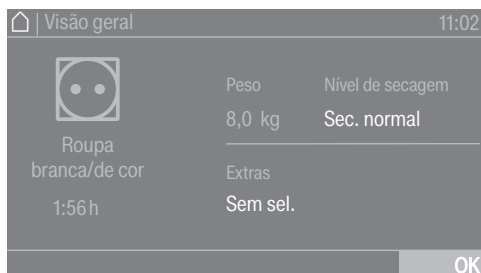 | Visão geral 11:02
Peso Nível de secagem
8,0 kg Sec. normal
Roupa
branca/de cor
1:56 h
Extras
Sem sel.
OK